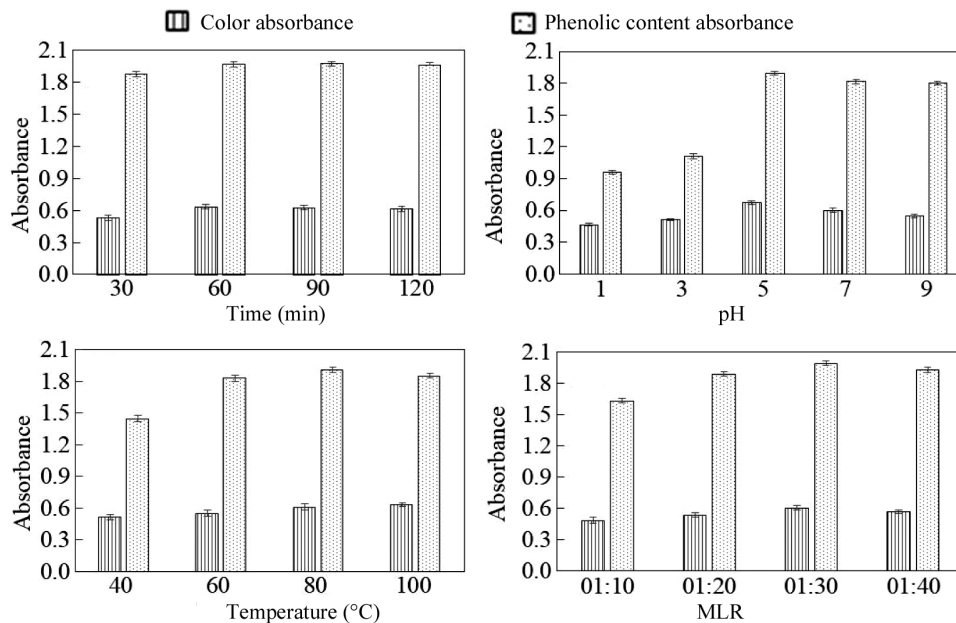 Color absorbance
Phenolic content absorbance
2.1
1.8
1.5
1.2
0.9
0.6
0.3
0.0
Absorbance
30 60 90 120
Time (min)
2.1
1.8
1.5
1.2
0.9
0.6
0.3
0.0
Absorbance
1 3 5 7 9
pH
2.1
1.8
1.5
1.2
0.9
0.6
0.3
0.0
Absorbance
40 60 80 100
Temperature (°C)
2.1
1.8
1.5
1.2
0.9
0.6
0.3
0.0
Absorbance
01:10 01:20 01:30 01:40
MLR